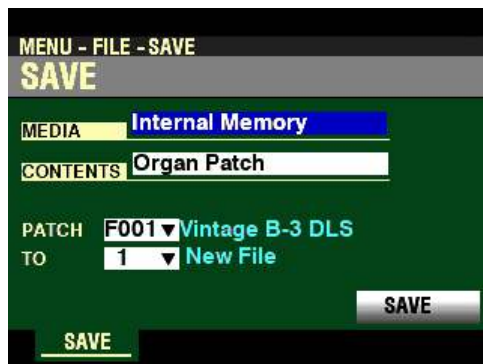 MENU - FILE - SAVE
SAVE
MEDIA Internal Memory
CONTENTS Organ Patch
PATCH F001 ▼ Vintage B-3 DLS
TO 1 ▼ New File
SAVE
SAVE